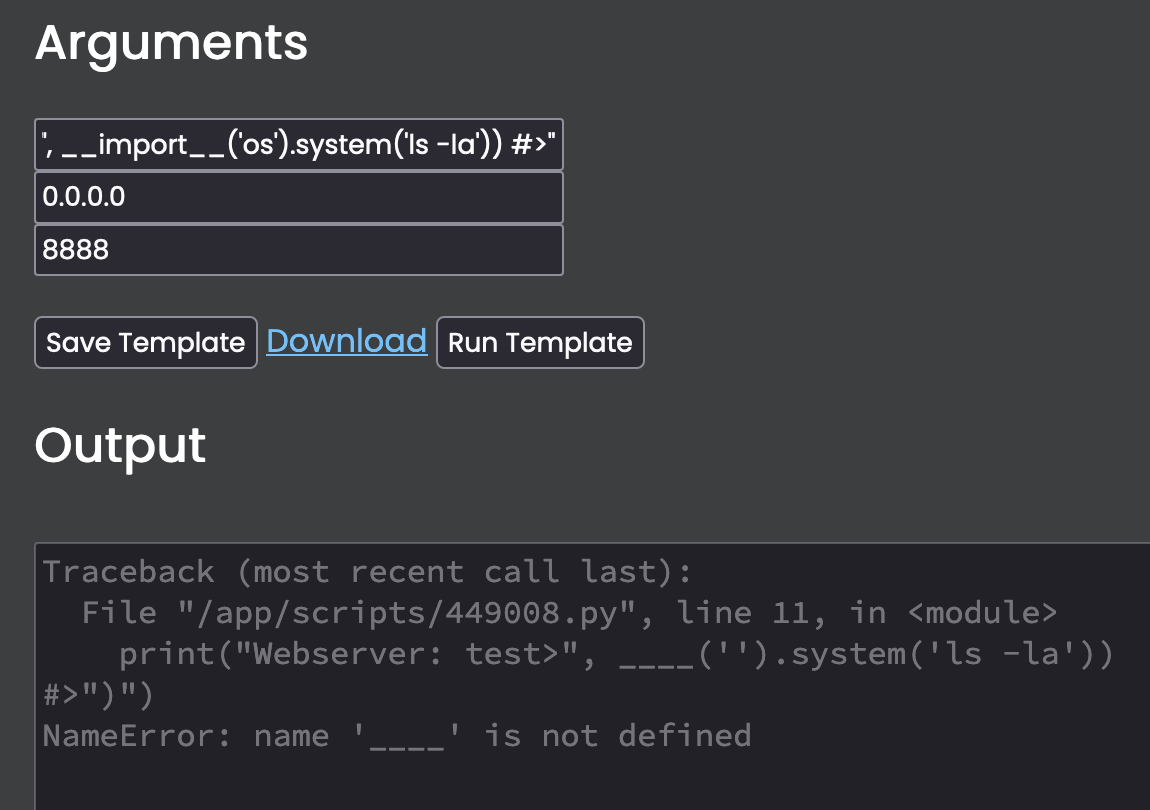 Arguments
", __import__('os').system('ls -la')) #>"
0.0.0.0
8888
Save Template Download Run Template
Output
Traceback (most recent call last):
  File "/app/scripts/449008.py", line 11, in <module>
    print("Webserver: test>", ____('').system('ls -la'))
#>")")
NameError: name '____' is not defined